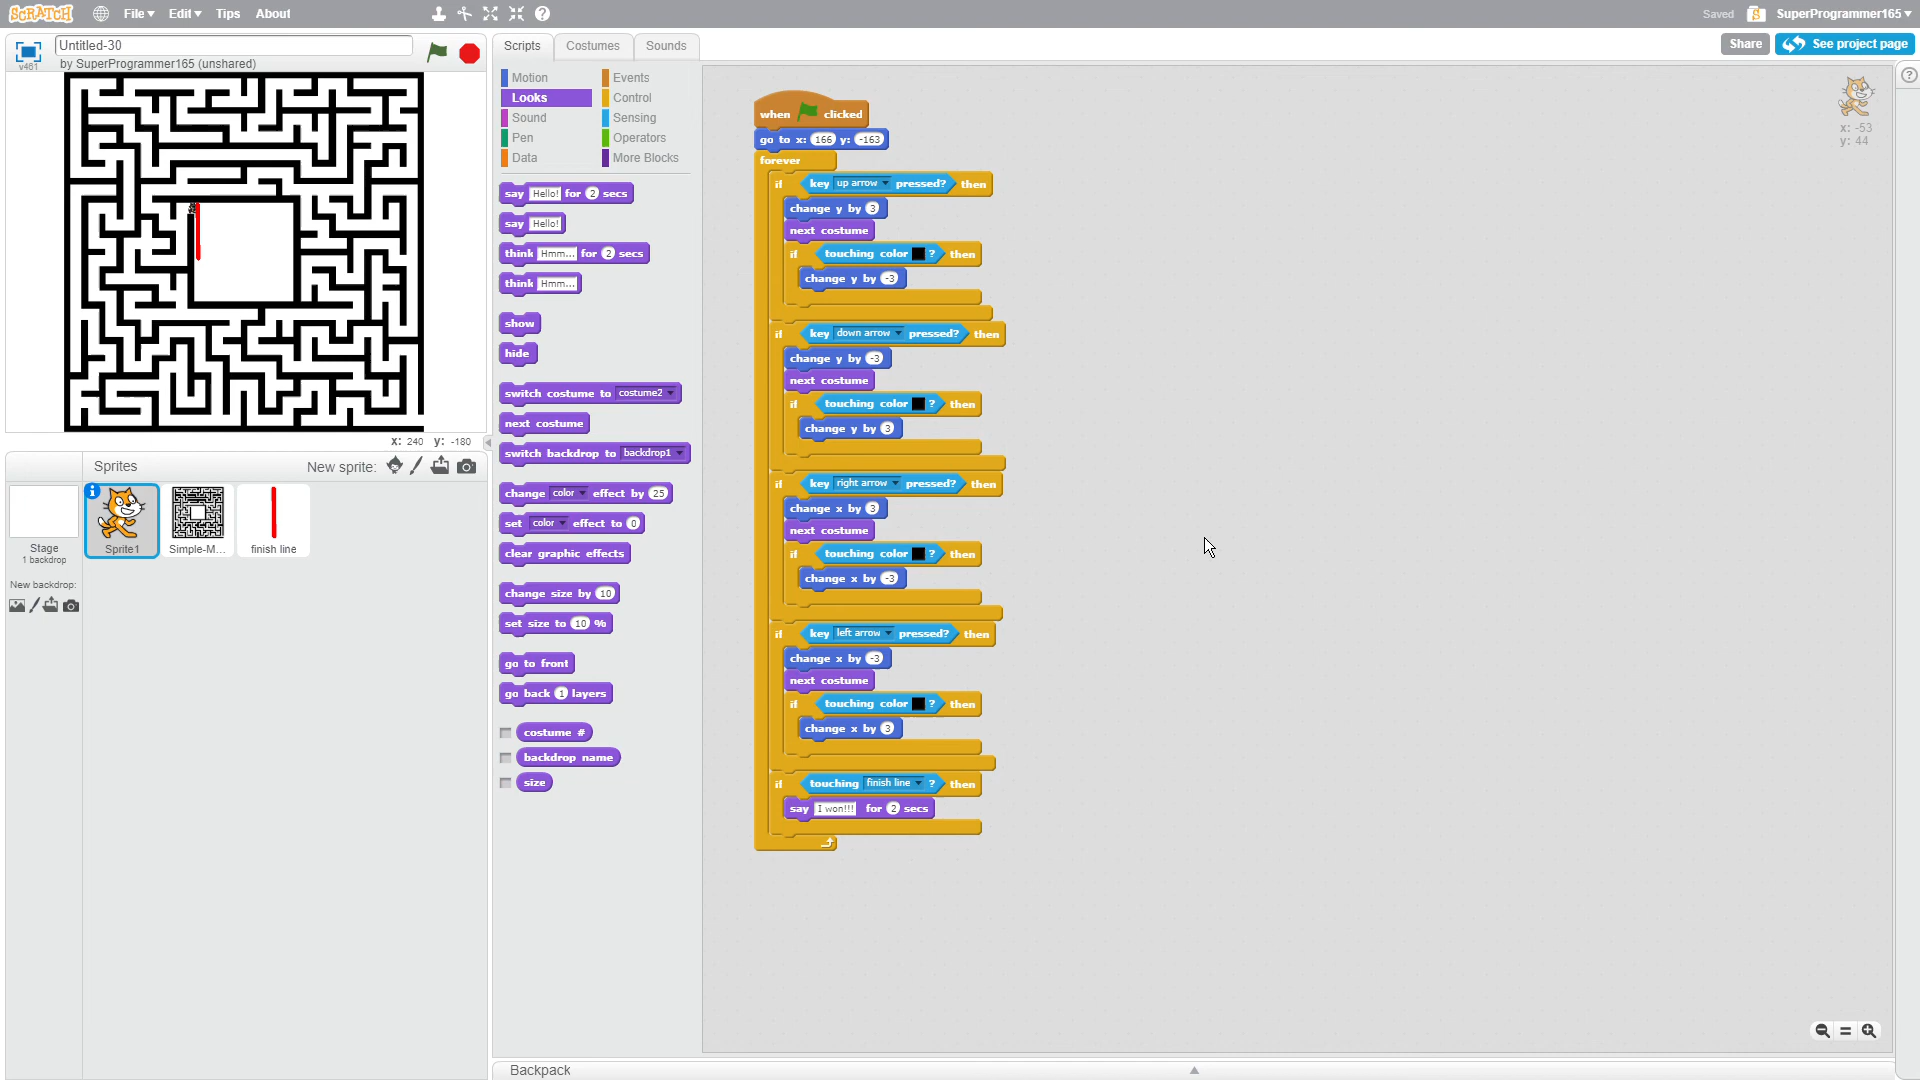 SCRATCH File Edit Tips About Saved SuperProgrammer165
v461 Untitled-30
by SuperProgrammer165 (unshared)
Scripts Costumes Sounds Share See project page
Motion Events
Looks Control
Sound Sensing
Pen Operators
Data More Blocks
say Hello! for 2 secs
say Hello!
think Hmm... for 2 secs
think Hmm...
show
hide
switch costume to costume2
next costume
switch backdrop to backdrop1
change color effect by 25
set color effect to 0
clear graphic effects
change size by 10
set size to 10 %
go to front
go back 1 layers
costume #
backdrop name
size
when clicked
go to x: 166 y: -163
forever
if key up arrow pressed? then
change y by 3
next costume
if touching color ? then
change y by -3
if key down arrow pressed? then
change y by -3
next costume
if touching color ? then
change y by 3
if key right arrow pressed? then
change x by 3
next costume
if touching color ? then
change x by -3
if key left arrow pressed? then
change x by -3
next costume
if touching color ? then
change x by 3
if touching finish line ? then
say I won!!! for 2 secs
x: -53
y: 44
x: 240 y: -180
Sprites New sprite:
Stage
1 backdrop
New backdrop:
Sprite1 Simple-M... finish line
Backpack